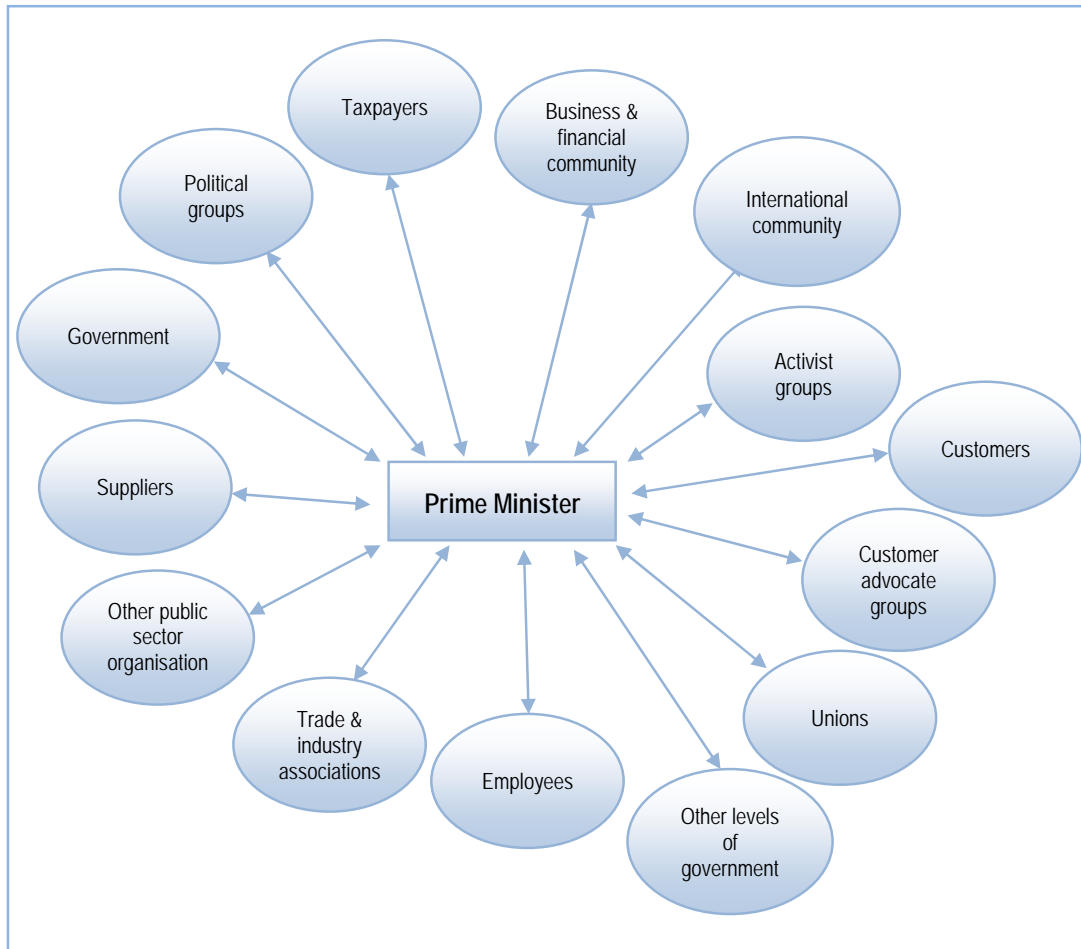 Taxpayers
Business &
financial
community
Political
groups
International
community
Government
Activist
groups
Customers
Suppliers
Prime Minister
Customer
advocate
groups
Other public
sector
organisation
Unions
Trade &
industry
associations
Employees
Other levels
of
government